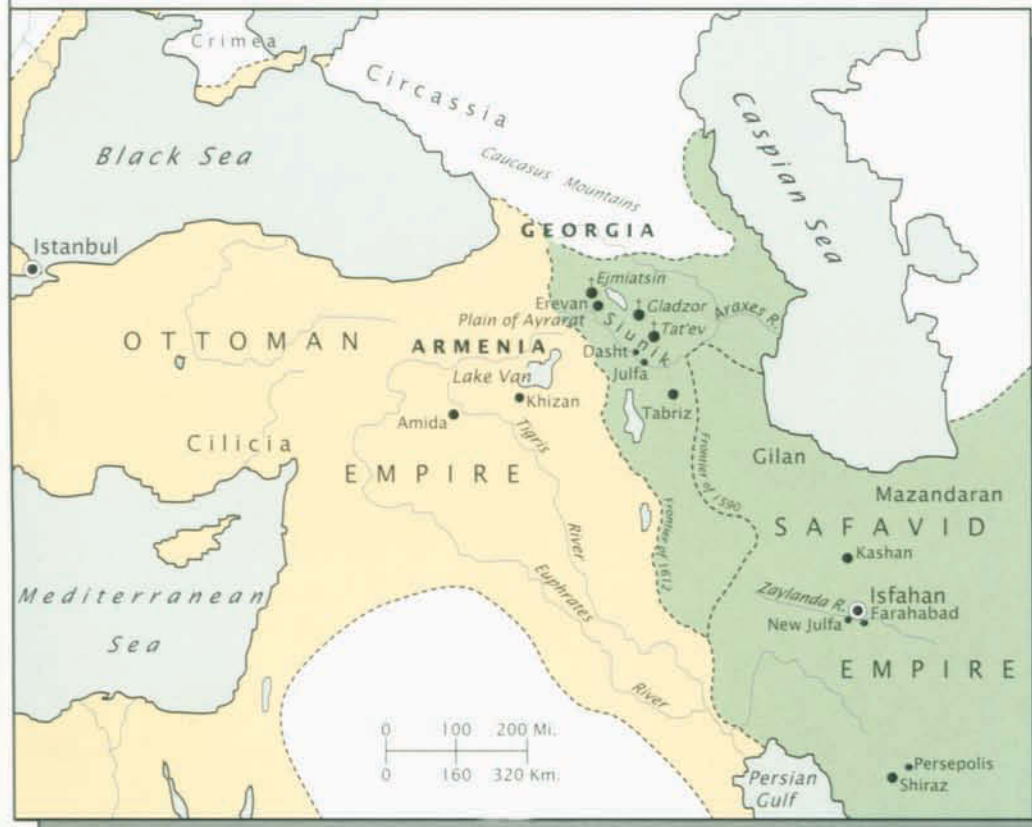 Crimea
Circassia
Caspian Sea
Black Sea
Caucasus Mountains
GEORGIA
Istanbul
†Ejmiatsin
Erevan
†
Gladzor
Araxes R.
Plain of Ayrarat
Siunik
†
Tat'ev
OTTOMAN
ARMENIA
Dasht
Julfa
Lake Van
Khizan
Tabriz
Amida
Tigris
Cilicia
Frontier of 1590
Gilan
EMPIRE
Mazandaran
SAFAVID
Frontier of 1612
River
Kashan
Euphrates
Mediterranean
Sea
Zaylanda R.
Isfahan
New Julfa
Farahabad
EMPIRE
River
0 100 200 Mi.
0 160 320 Km.
Persian
Gulf
Persepolis
Shiraz